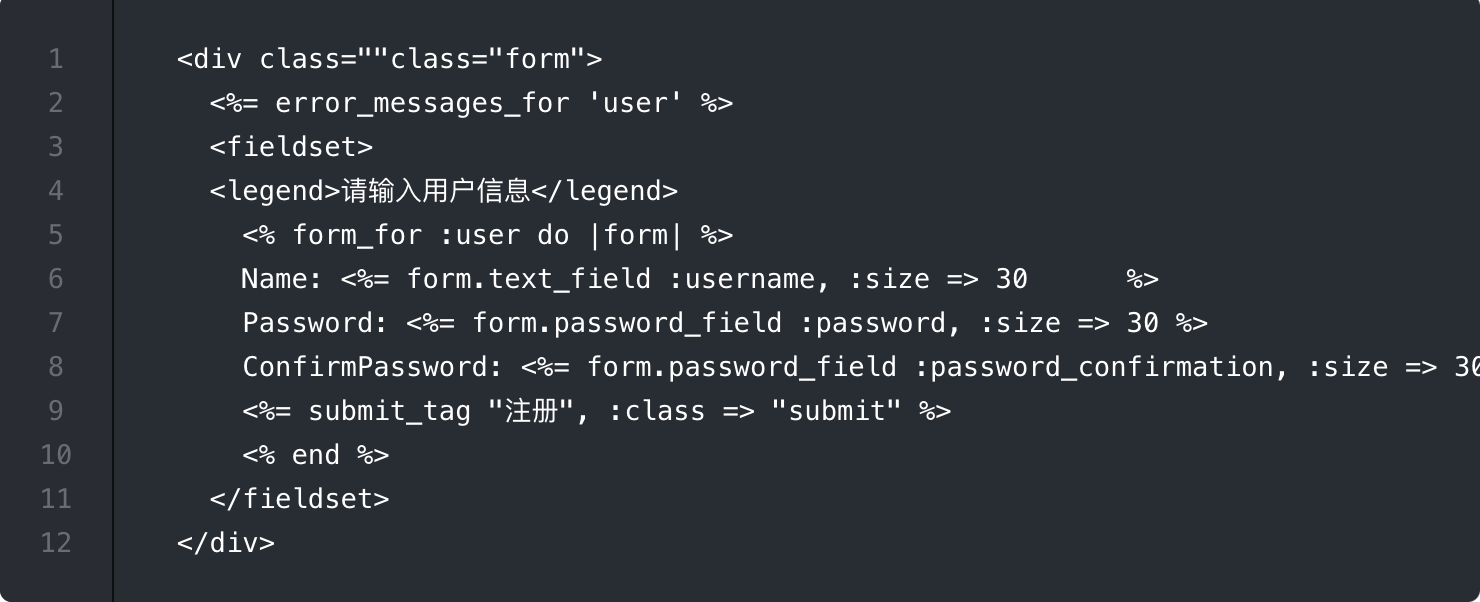 1 <div class=""class="form">
2 <%= error_messages_for 'user' %>
3 <fieldset>
4 <legend>请输入用户信息</legend>
5 <% form_for :user do |form| %>
6 Name: <%= form.text_field :username, :size => 30      %>
7 Password: <%= form.password_field :password, :size => 30 %>
8 ConfirmPassword: <%= form.password_field :password_confirmation, :size => 30
9 <%= submit_tag "注册", :class => "submit" %>
10 <% end %>
11 </fieldset>
12 </div>